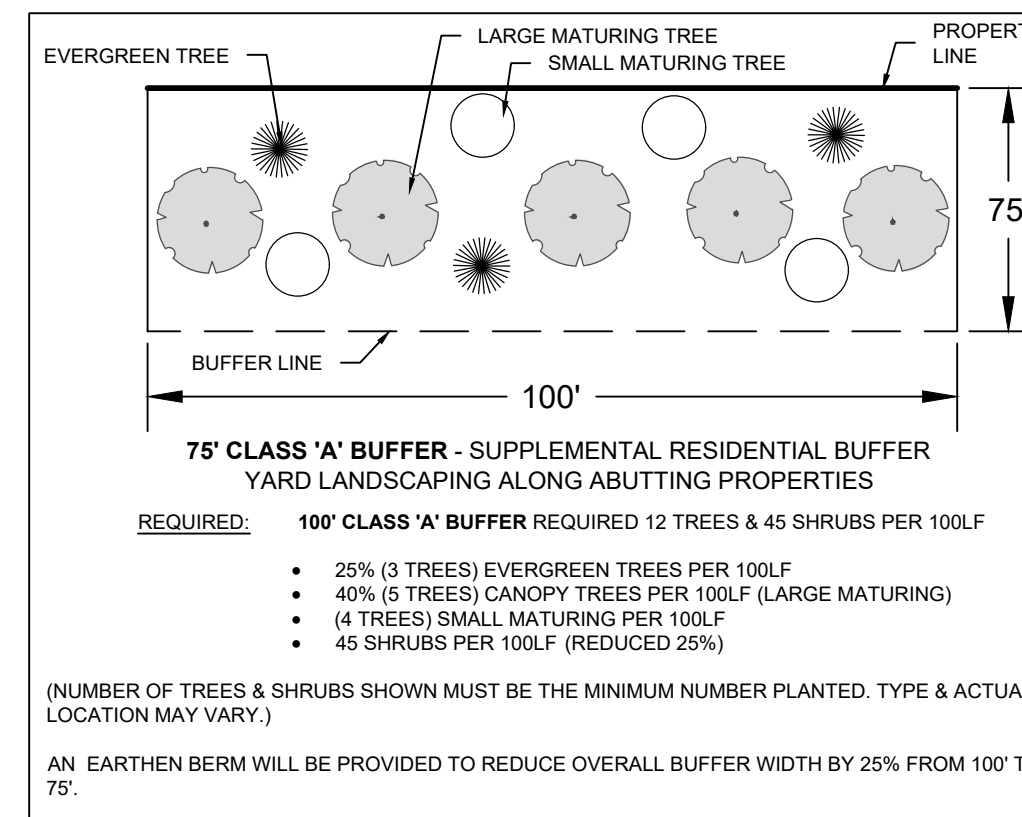 EVERGREEN TREE
LARGE MATURING TREE
SMALL MATURING TREE
LINE
75
BUFFER LINE
100'
75' CLASS 'A' BUFFER - SUPPLEMENTAL RESIDENTIAL BUFFER
YARD LANDSCAPING ALONG ABUTTING PROPERTIES
REQUIRED: 100' CLASS 'A' BUFFER REQUIRED 12 TREES & 45 SHRUBS PER 100LF
• 25% (3 TREES) EVERGREEN TREES PER 100LF
• 40% (5 TREES) CANOPY TREES PER 100LF (LARGE MATURING)
• (4 TREES) SMALL MATURING PER 100LF
• 45 SHRUBS PER 100LF (REDUCED 25%)
(NUMBER OF TREES & SHRUBS SHOWN MUST BE THE MINIMUM NUMBER PLANTED. TYPE &
LOCATION MAY VARY.)
AN EARTHEN BERM WILL BE PROVIDED TO REDUCE OVERALL BUFFER WIDTH BY 25% FROM 100'
75'.